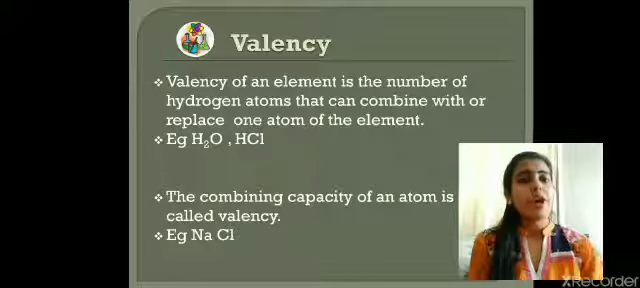 Valency
❖ Valency of an element is the number of
hydrogen atoms that can combine with or
replace one atom of the element.
❖ Eg H₂O , HCl
❖ The combining capacity of an atom is
called valency.
❖ Eg Na Cl
XRecorder